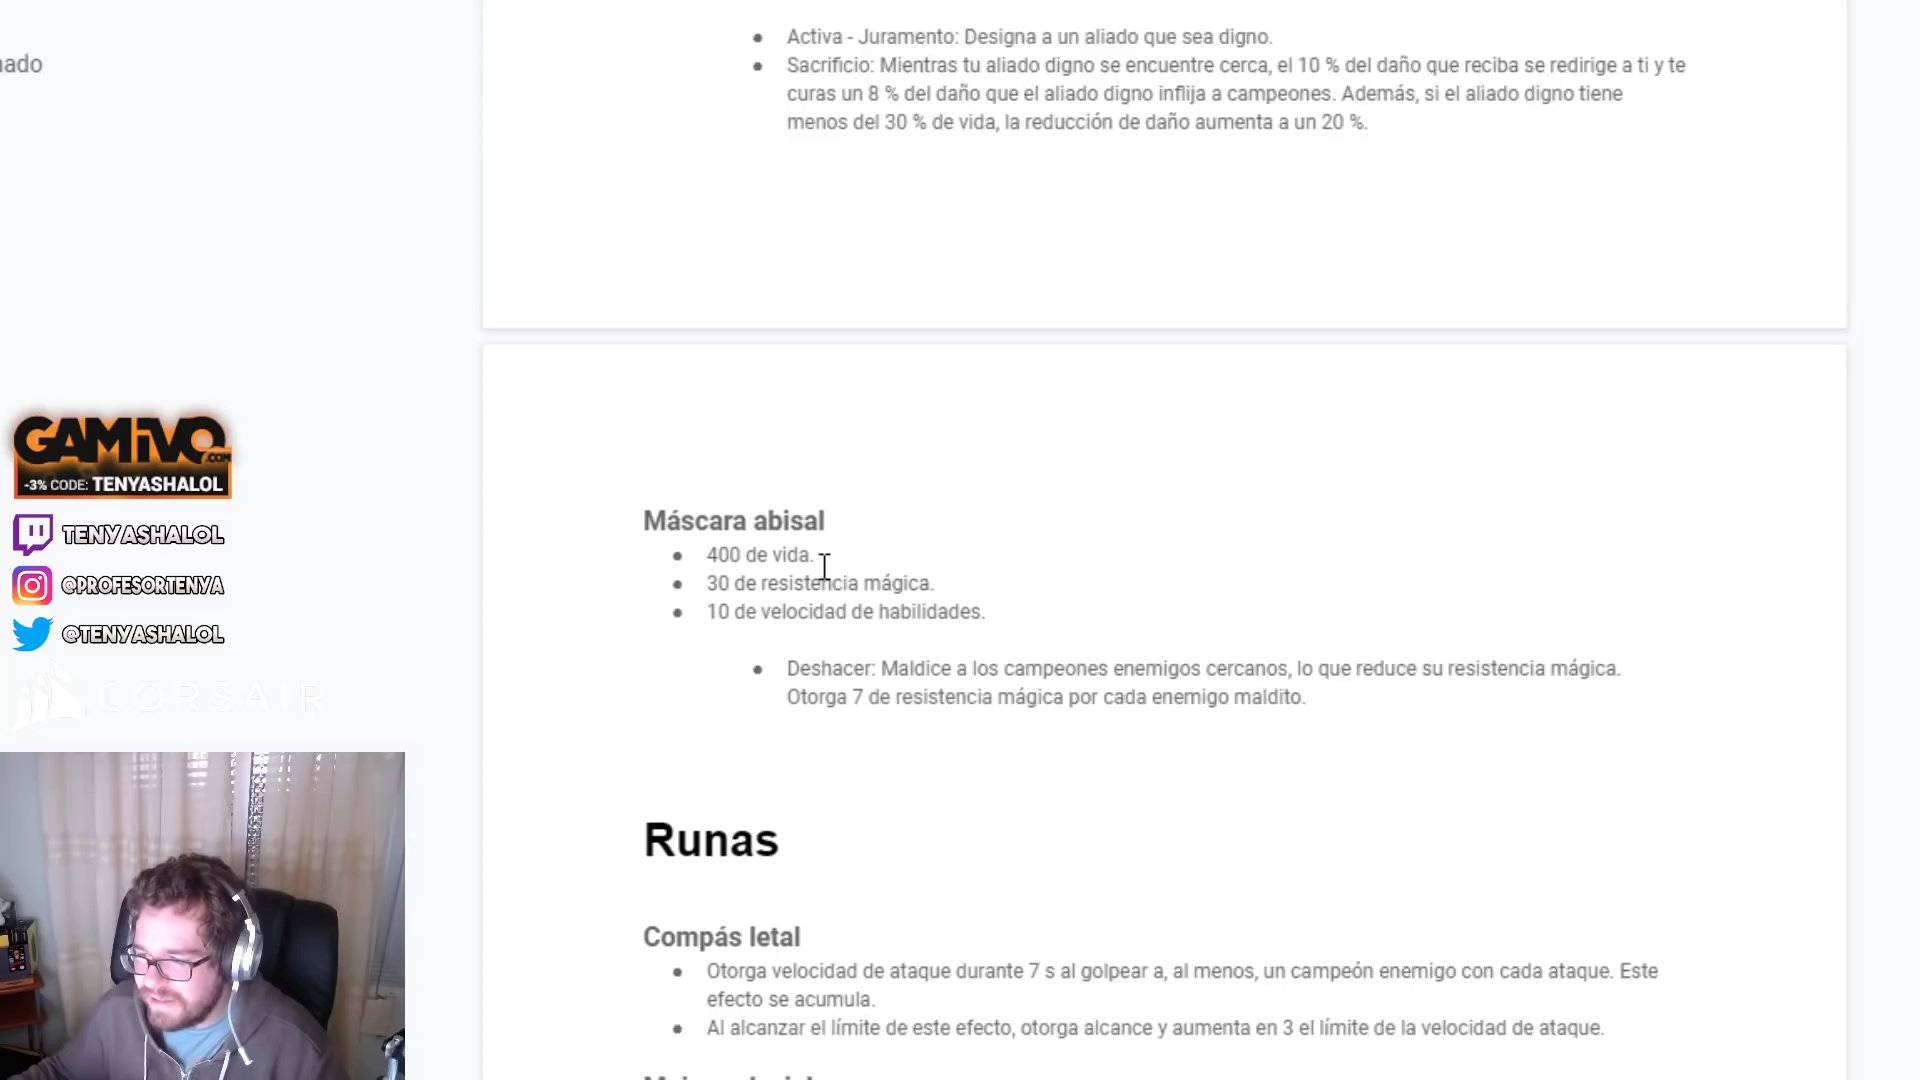 Activa - Juramento: Designa a un aliado que sea digno.
nado
Sacrificio: Mientras tu aliado digno se encuentre cerca, el 10 % del daño que reciba se redirige a ti y te
curas un 8 % del daño que el aliado digno inflija a campeones. Además, si el aliado digno tiene
menos del 30 % de vida, la reducción de daño aumenta a un 20 %.
GAMIVO
.COM
-3% CODE: TENYASHALOL
TENYASHALOL
@PROFESORTENYA
@TENYASHALOL
CORSAIR
Máscara abisal
400 de vida.
30 de resistencia mágica.
10 de velocidad de habilidades.
Deshacer: Maldice a los campeones enemigos cercanos, lo que reduce su resistencia mágica.
Otorga 7 de resistencia mágica por cada enemigo maldito.
Runas
Compás letal
Otorga velocidad de ataque durante 7 s al golpear a, al menos, un campeón enemigo con cada ataque. Este
efecto se acumula.
Al alcanzar el límite de este efecto, otorga alcance y aumenta en 3 el límite de la velocidad de ataque.